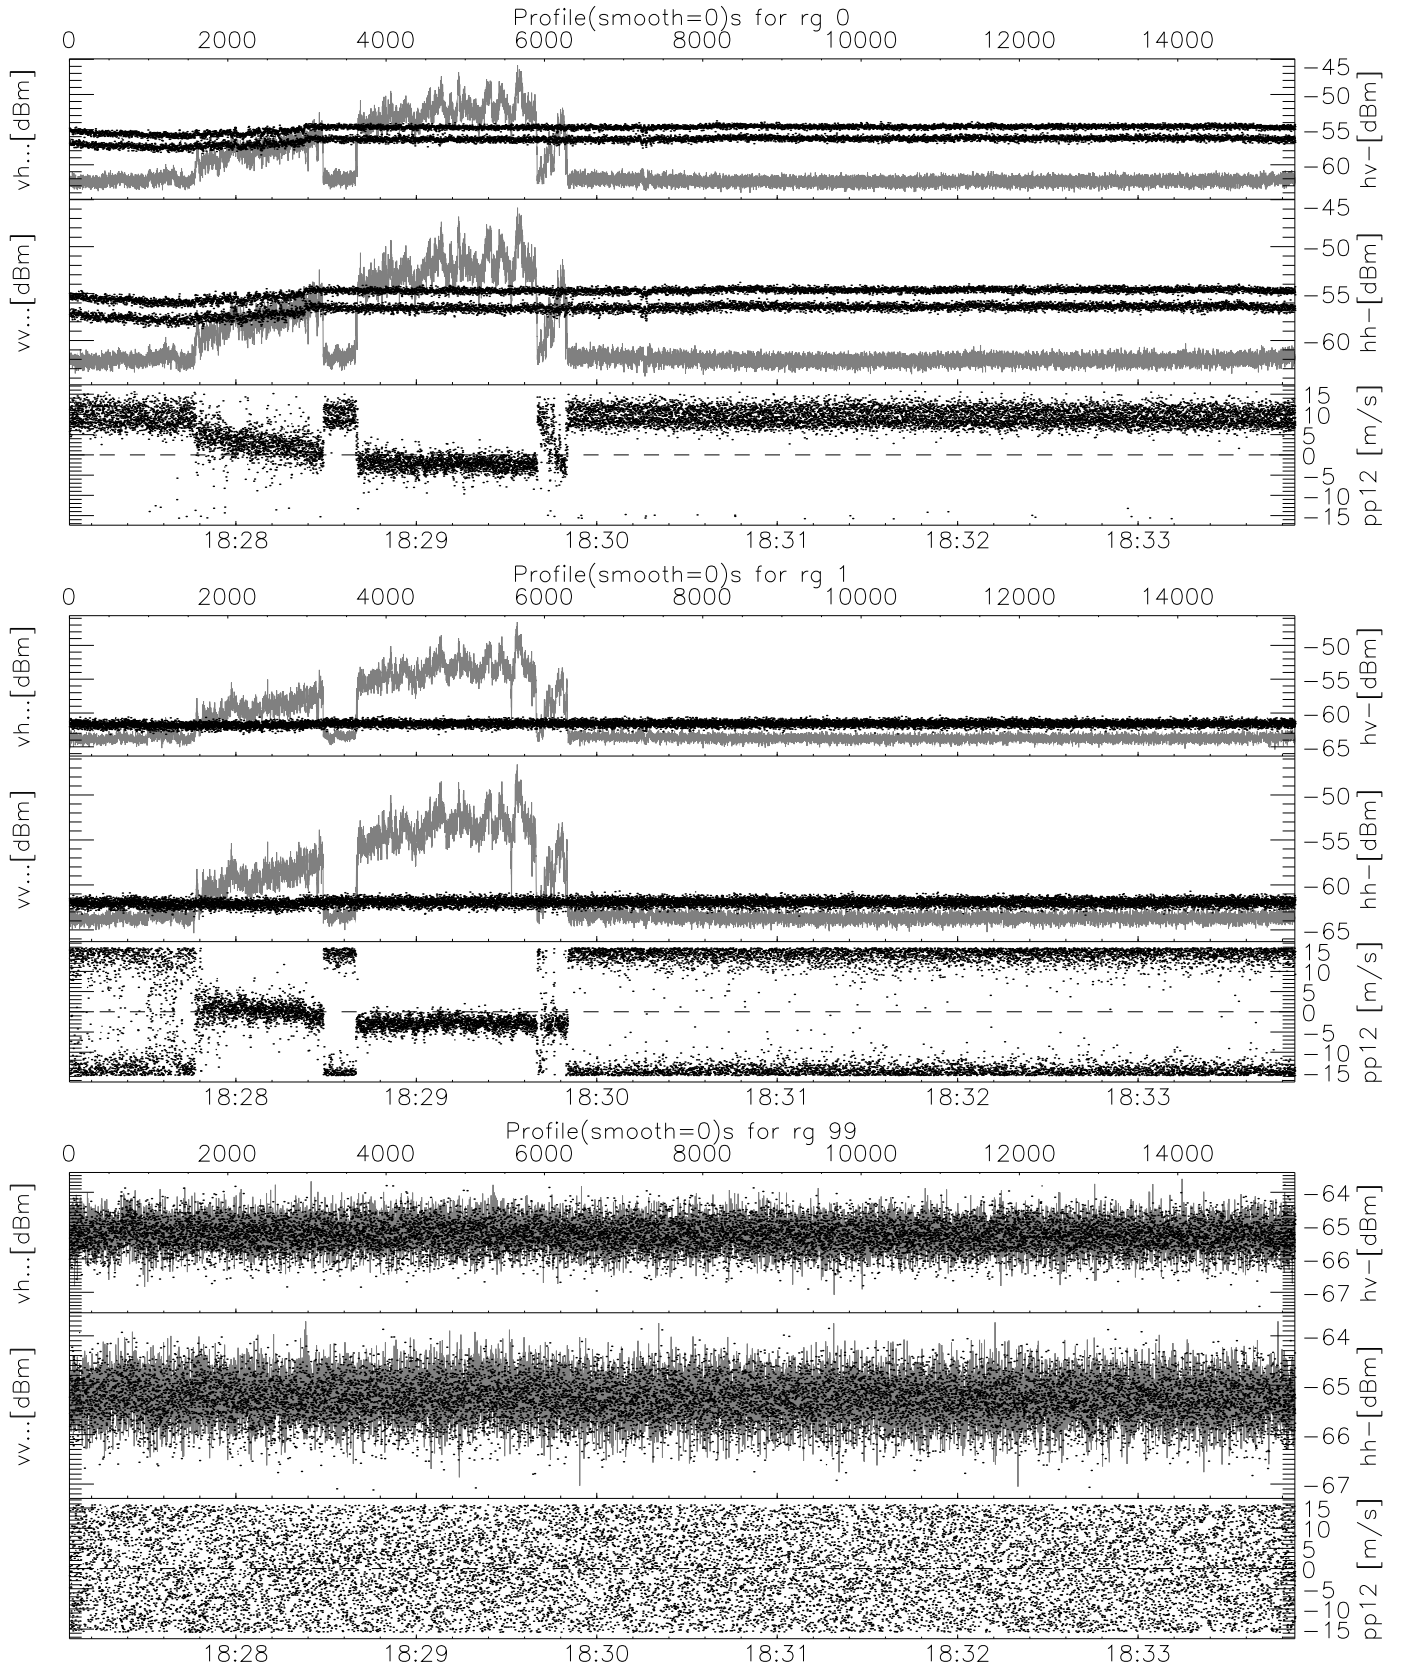 Profile(smooth=0)s for rg 0
0 2000 4000 6000 8000 10000 12000 14000
vh...[dBm]
-45
-50
-55
-60
hv-[dBm]
vv...[dBm]
-45
-50
-55
-60
hh-[dBm]
15
10
5
0
-5
-10
-15
pp12 [m/s]
18:28 18:29 18:30 18:31 18:32 18:33
Profile(smooth=0)s for rg 1
0 2000 4000 6000 8000 10000 12000 14000
vh...[dBm]
-50
-55
-60
-65
hv-[dBm]
vv...[dBm]
-50
-55
-60
-65
hh-[dBm]
15
10
5
0
-5
-10
-15
pp12 [m/s]
18:28 18:29 18:30 18:31 18:32 18:33
Profile(smooth=0)s for rg 99
0 2000 4000 6000 8000 10000 12000 14000
vh...[dBm]
-64
-65
-66
-67
hv-[dBm]
vv...[dBm]
-64
-65
-66
-67
hh-[dBm]
15
10
5
0
-5
-10
-15
pp12 [m/s]
18:28 18:29 18:30 18:31 18:32 18:33